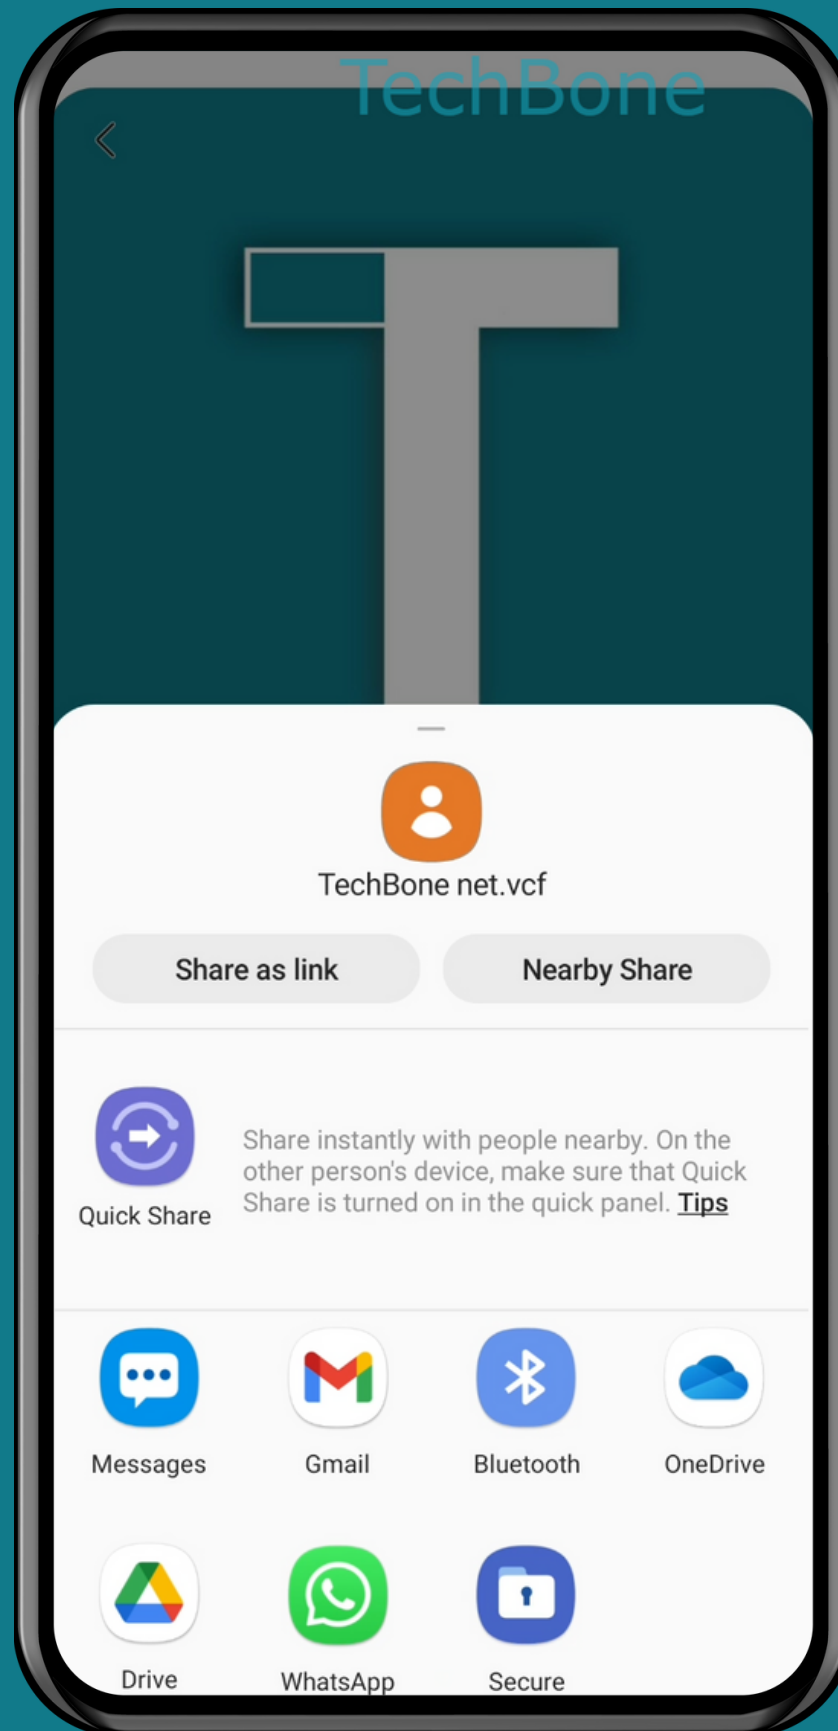 TechBone
T
TechBone net.vcf
Share as link
Nearby Share
Share instantly with people nearby. On the
other person's device, make sure that Quick
Share is turned on in the quick panel. Tips
Quick Share
Messages
Gmail
Bluetooth
OneDrive
Drive
WhatsApp
Secure